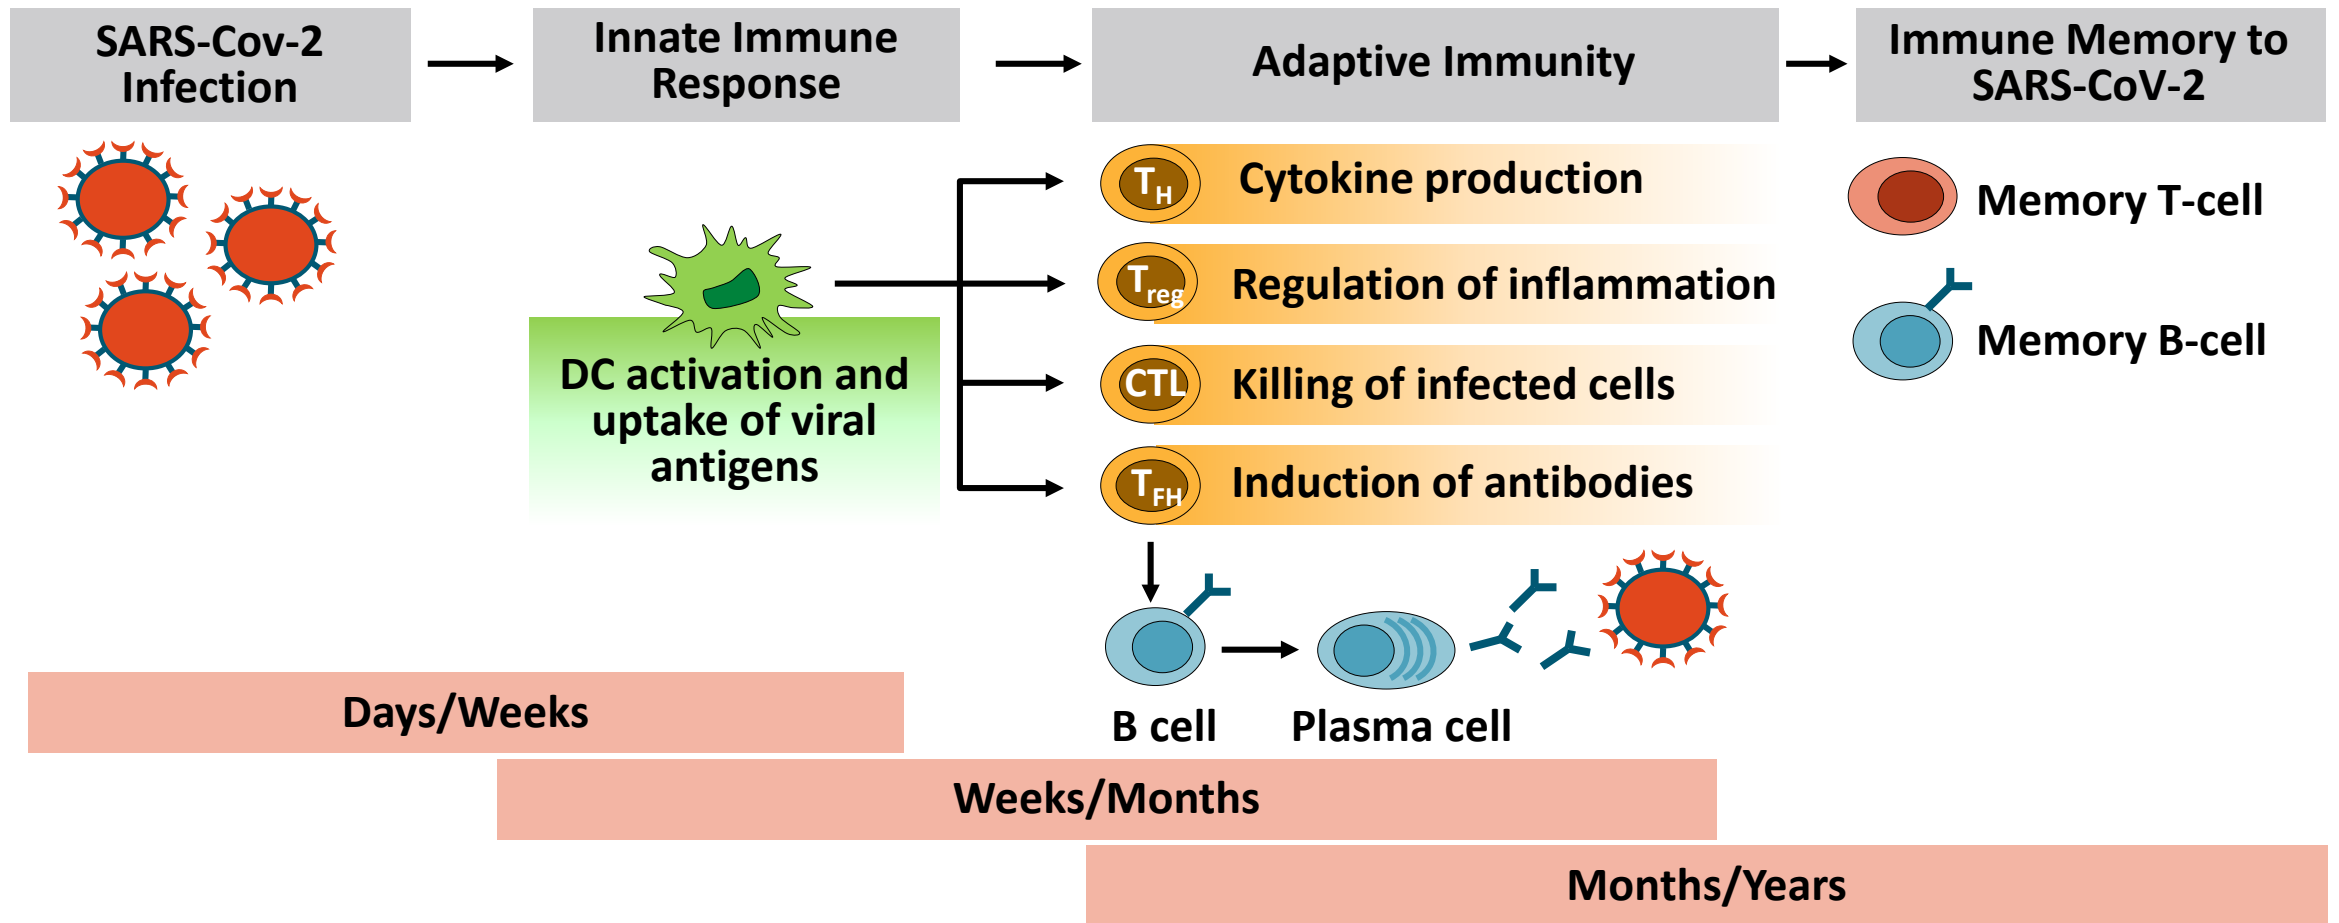 SARS-Cov-2
Infection
Innate Immune
Response
Adaptive Immunity
Immune Memory to
SARS-CoV-2
TH
Cytokine production
Treg
Regulation of inflammation
CTL
Killing of infected cells
TFH
Induction of antibodies
DC activation and
uptake of viral
antigens
Memory T-cell
Memory B-cell
B cell
Plasma cell
Days/Weeks
Weeks/Months
Months/Years